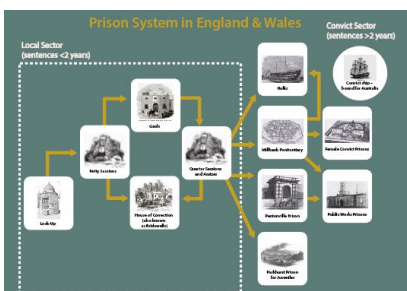 Prison System in England & Wales
Local Sector
(sentences <2 years)
Convict Sector
(sentences >2 years)
Convict ship –
bound for Australia
Hulks
Gaols
Millbank Penitentiary
Female Convict Prisons
Petty Sessions
Quarter Sessions
and Assizes
Lock-Up
House of Correction
(also known
as Bridewells)
Pentonville Prison
Public Works Prisons
Parkhurst Prison
for Juveniles